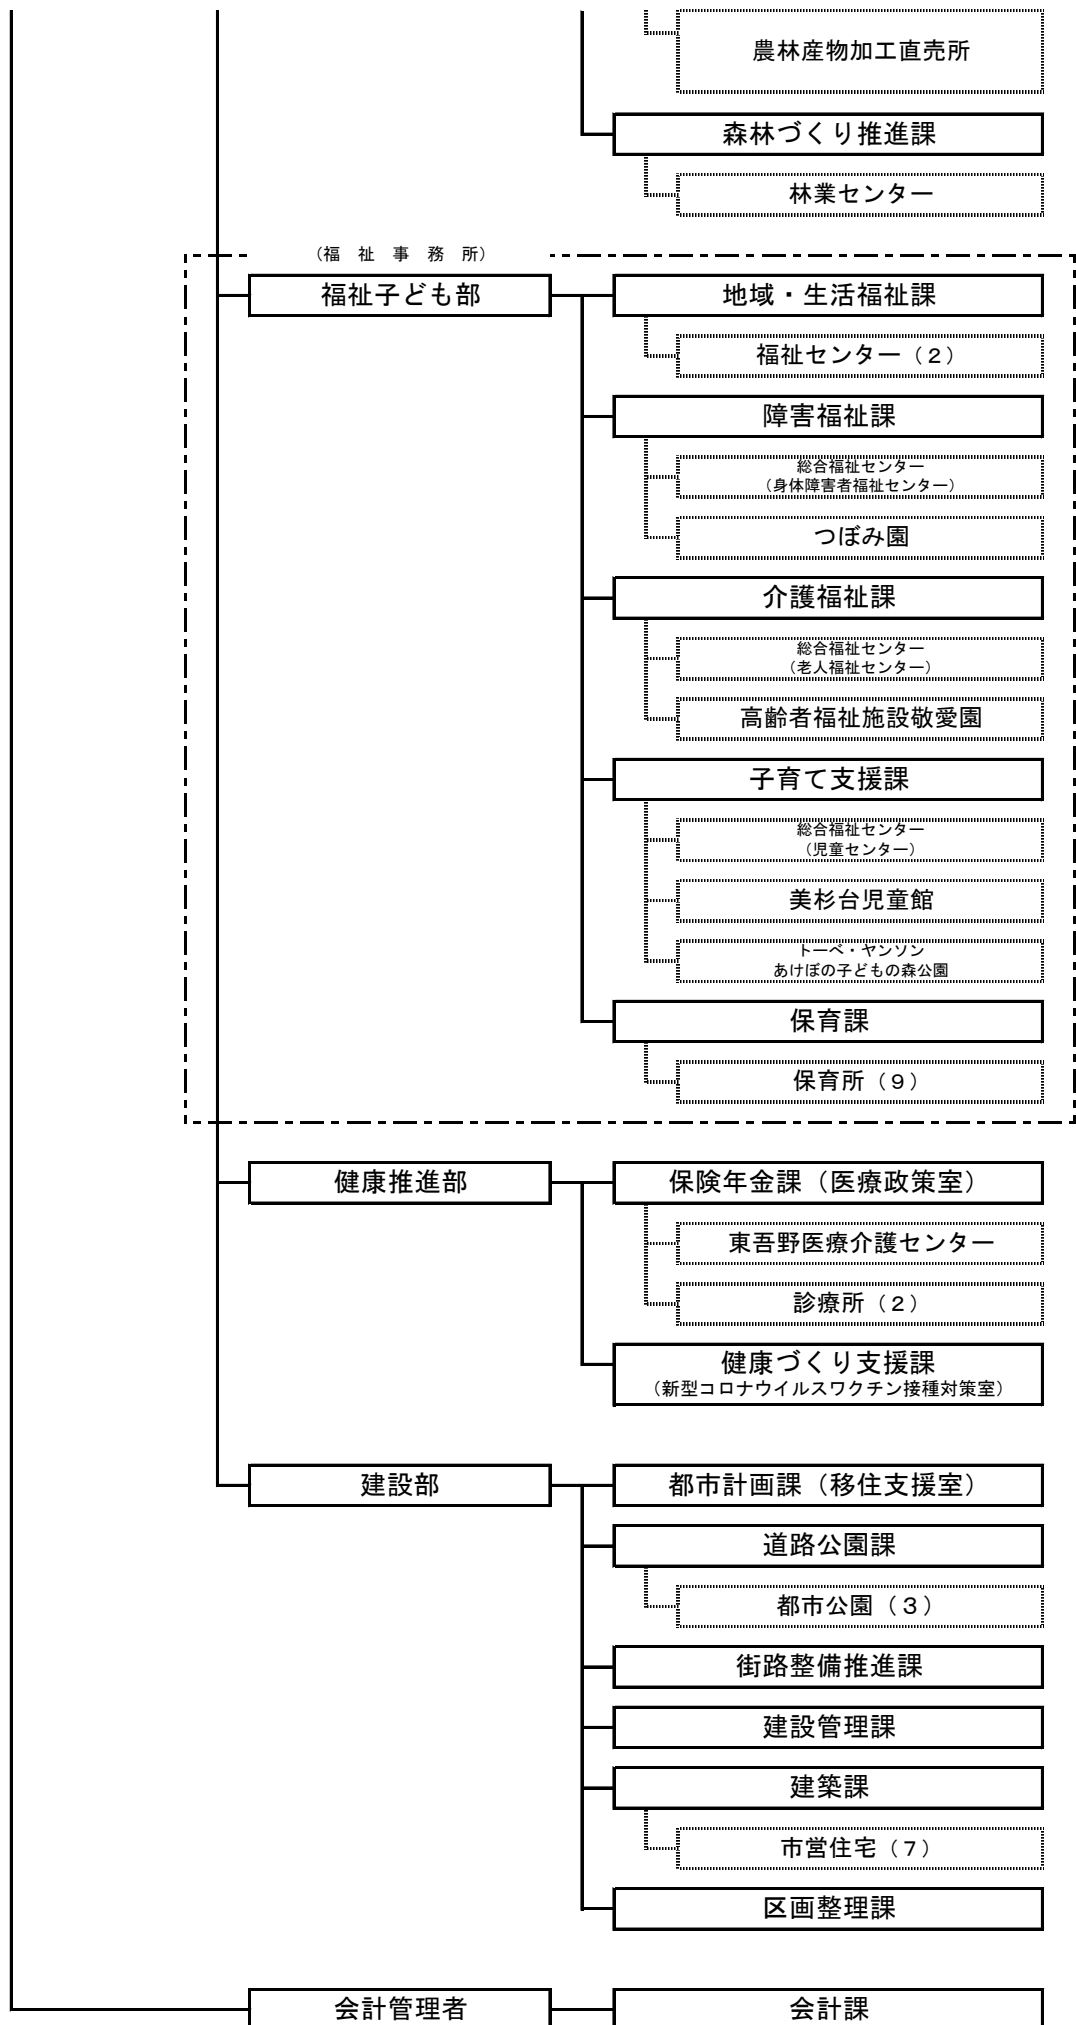 農林産物加工直売所
森林づくり推進課
林業センター
（福　祉　事　務　所）
福祉子ども部
地域・生活福祉課
福祉センター（２）
障害福祉課
総合福祉センター
（身体障害者福祉センター）
つぼみ園
介護福祉課
総合福祉センター
（老人福祉センター）
高齢者福祉施設敬愛園
子育て支援課
総合福祉センター
（児童センター）
美杉台児童館
トーベ・ヤンソン
あけぼの子どもの森公園
保育課
保育所（９）
健康推進部
保険年金課（医療政策室）
東吾野医療介護センター
診療所（２）
健康づくり支援課
（新型コロナウイルスワクチン接種対策室）
建設部
都市計画課（移住支援室）
道路公園課
都市公園（３）
街路整備推進課
建設管理課
建築課
市営住宅（７）
区画整理課
会計管理者
会計課